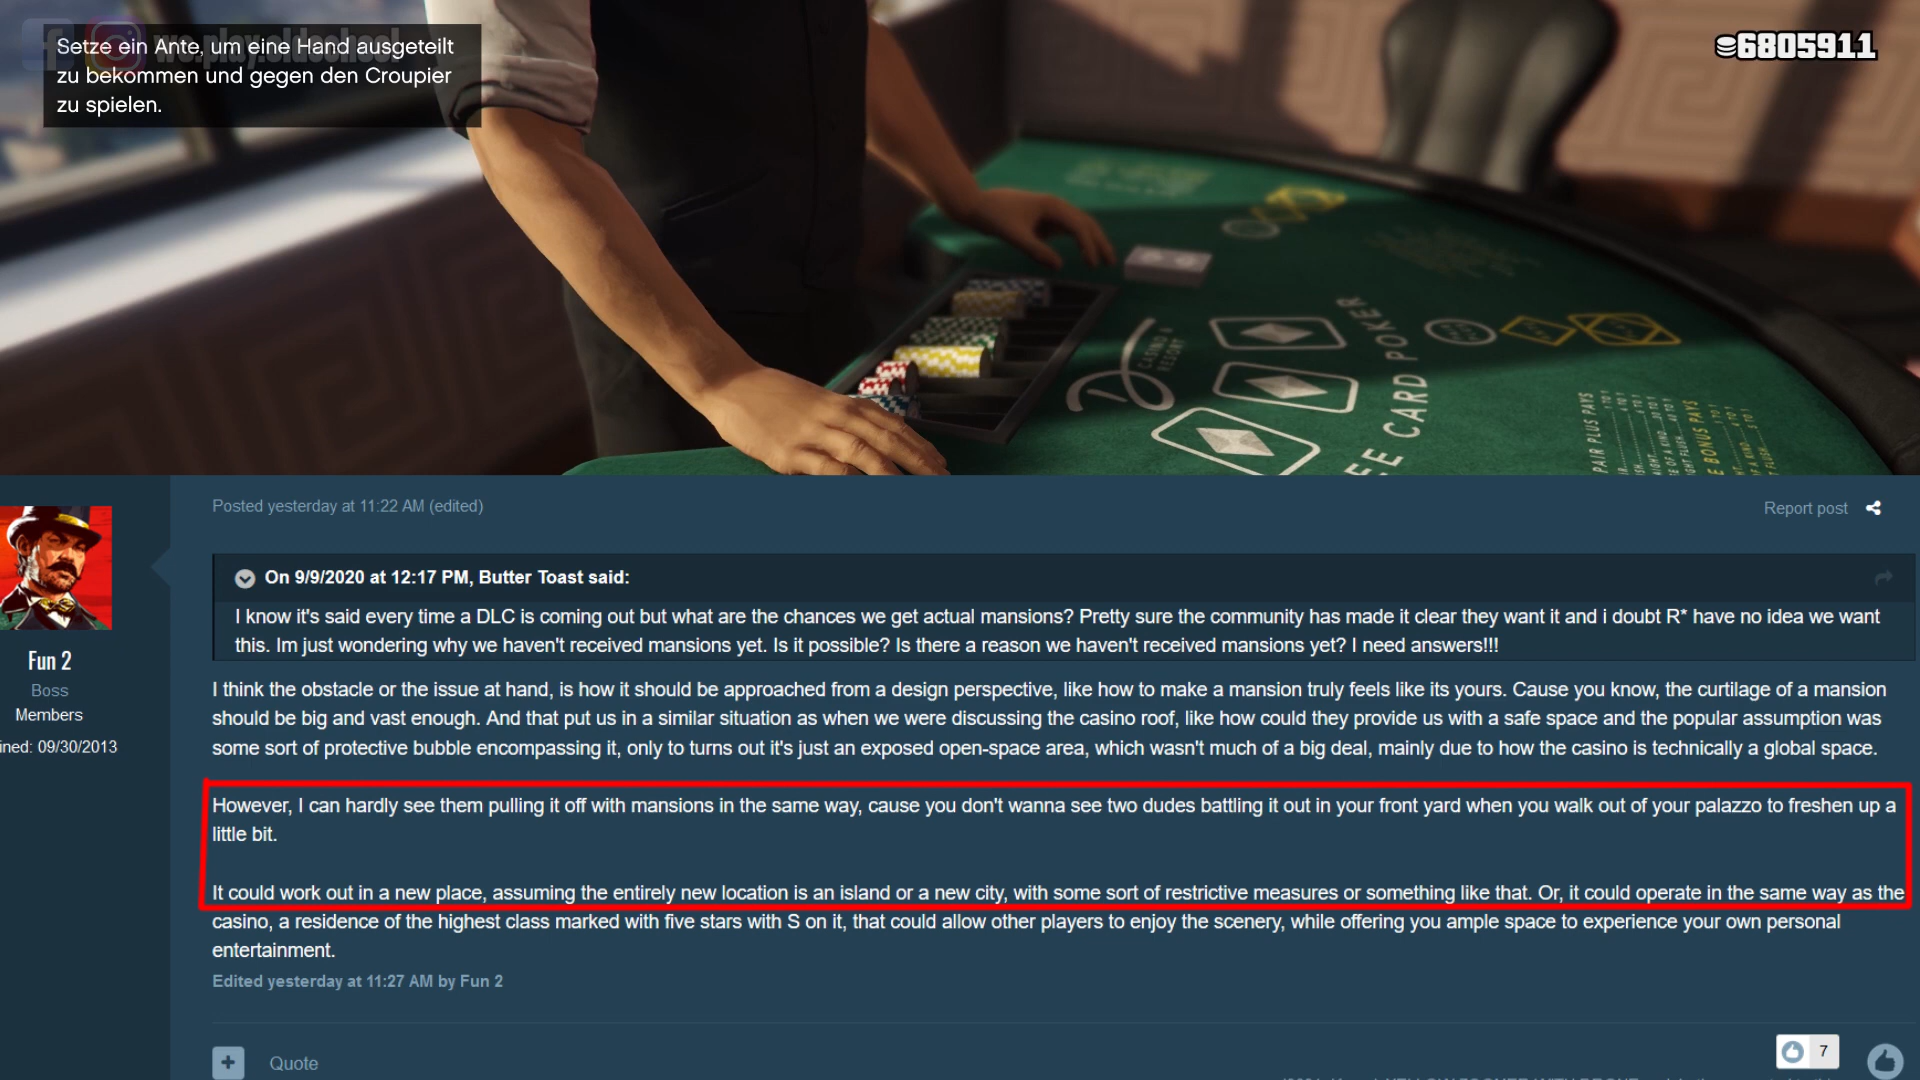 Setze ein Ante, um eine Hand ausgeteilt
zu bekommen und gegen den Croupier
zu spielen.
6805911
CASINO &
RESORT
CARD POKER
PAIR PLUS PAYS
E BONUS PAYS
Posted yesterday at 11:22 AM (edited)
Report post
On 9/9/2020 at 12:17 PM, Butter Toast said:
I know it's said every time a DLC is coming out but what are the chances we get actual mansions? Pretty sure the community has made it clear they want it and i doubt R* have no idea we want
this. Im just wondering why we haven't received mansions yet. Is it possible? Is there a reason we haven't received mansions yet? I need answers!!!
Fun 2
Boss
Members
ined: 09/30/2013
I think the obstacle or the issue at hand, is how it should be approached from a design perspective, like how to make a mansion truly feels like its yours. Cause you know, the curtilage of a mansion
should be big and vast enough. And that put us in a similar situation as when we were discussing the casino roof, like how could they provide us with a safe space and the popular assumption was
some sort of protective bubble encompassing it, only to turns out it's just an exposed open-space area, which wasn't much of a big deal, mainly due to how the casino is technically a global space.
However, I can hardly see them pulling it off with mansions in the same way, cause you don't wanna see two dudes battling it out in your front yard when you walk out of your palazzo to freshen up a
little bit.
It could work out in a new place, assuming the entirely new location is an island or a new city, with some sort of restrictive measures or something like that. Or, it could operate in the same way as the
casino, a residence of the highest class marked with five stars with S on it, that could allow other players to enjoy the scenery, while offering you ample space to experience your own personal
entertainment.
Edited yesterday at 11:27 AM by Fun 2
Quote
7